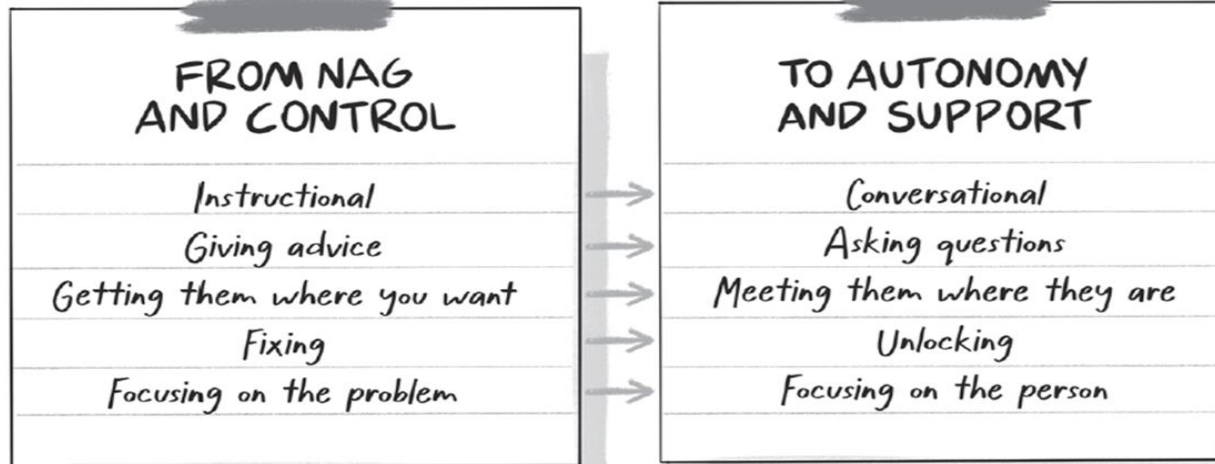 FROM NAG
AND CONTROL
Instructional
Giving advice
Getting them where you want
Fixing
Focusing on the problem
TO AUTONOMY
AND SUPPORT
Conversational
Asking questions
Meeting them where they are
Unlocking
Focusing on the person